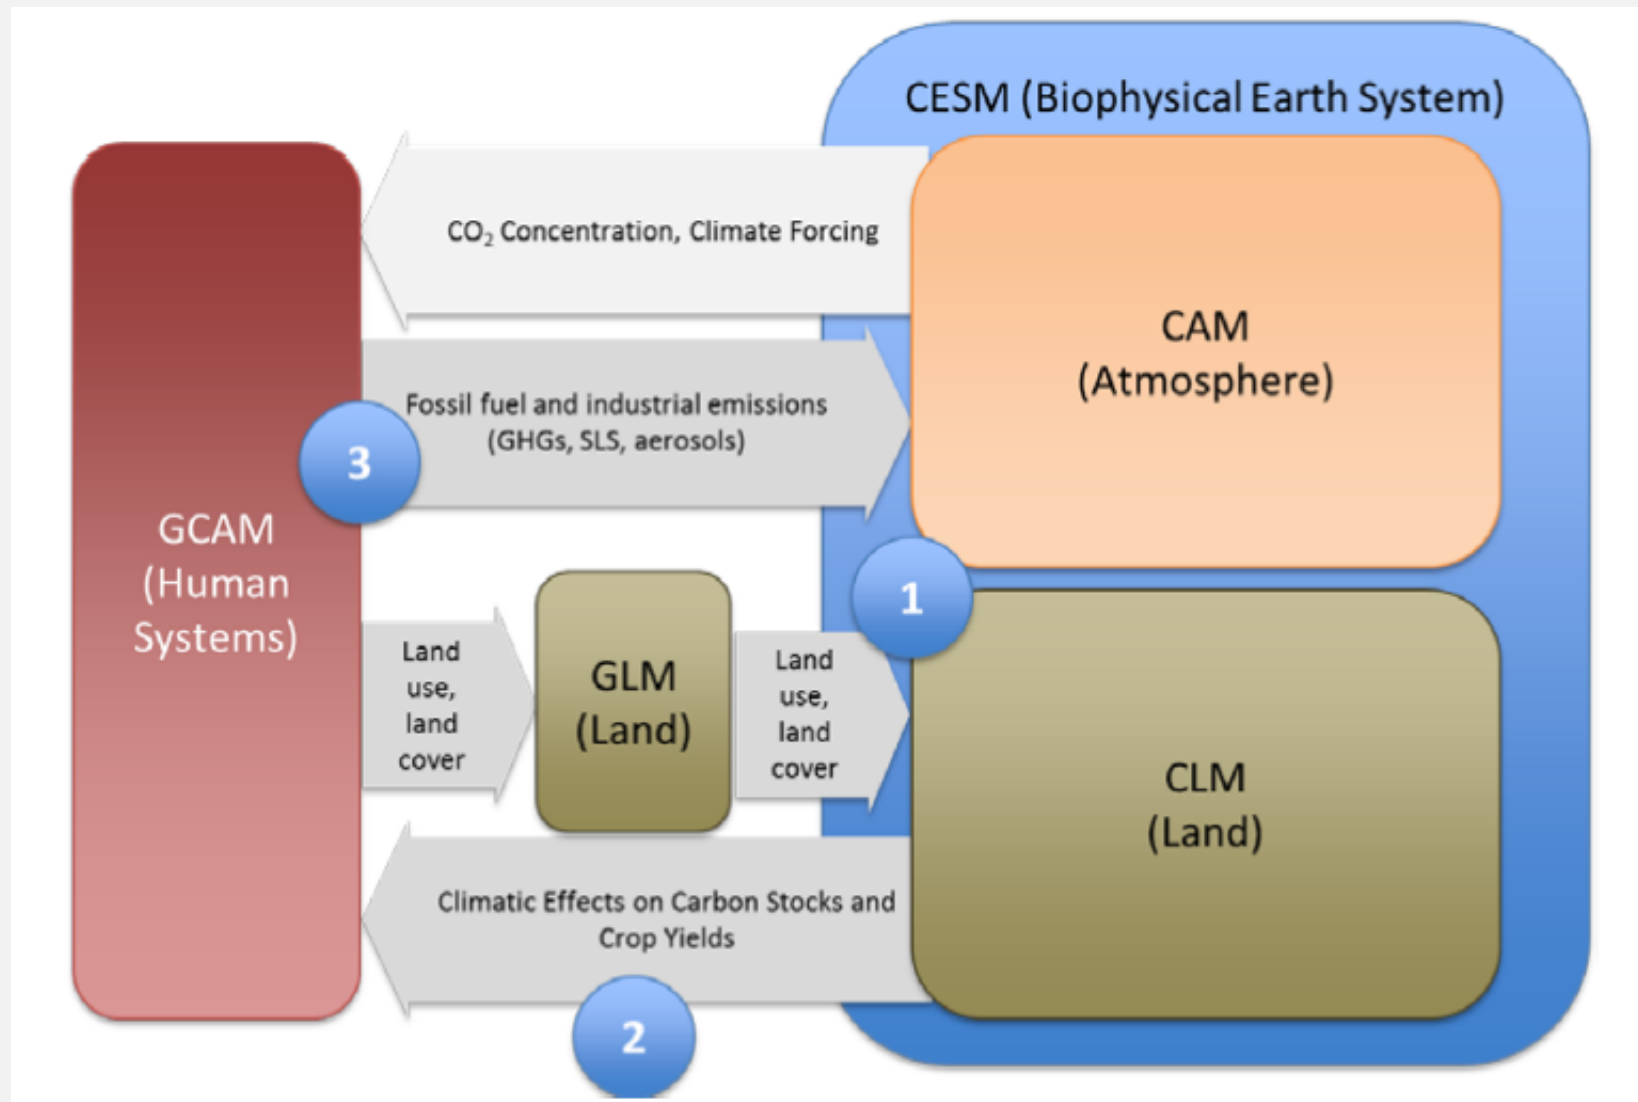 CESM (Biophysical Earth System)
CO₂ Concentration, Climate Forcing
CAM
(Atmosphere)
Fossil fuel and industrial emissions
(GHGs, SLS, aerosols)
3
GCAM
(Human
Systems)
1
Land
use,
land
cover
GLM
(Land)
Land
use,
land
cover
CLM
(Land)
Climatic Effects on Carbon Stocks and
Crop Yields
2